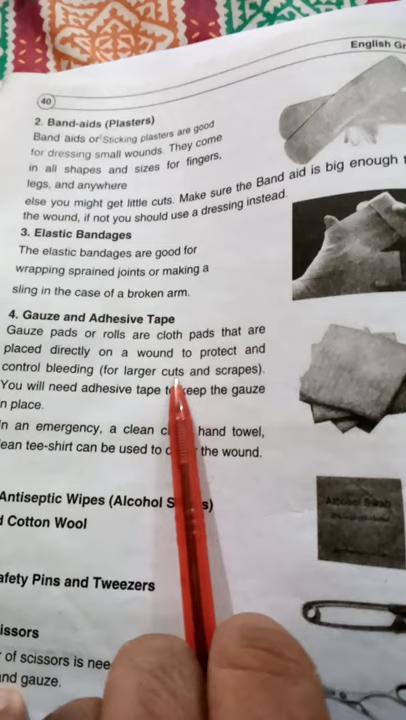 English Gr
40
2. Band-aids (Plasters)
Band aids or Sticking plasters are good
for dressing small wounds. They come
in all shapes and sizes for fingers,
legs, and anywhere
else you might get little cuts. Make sure the Band aid is big enough
the wound, if not you should use a dressing instead.
3. Elastic Bandages
The elastic bandages are good for
wrapping sprained joints or making a
sling in the case of a broken arm.
4. Gauze and Adhesive Tape
Gauze pads or rolls are cloth pads that are
placed directly on a wound to protect and
control bleeding (for larger cuts and scrapes).
You will need adhesive tape keep the gauze
n place.
n an emergency, a clean hand towel,
ean tee-shirt can be used to the wound.
Antiseptic Wipes (Alcohol S s)
d Cotton Wool
Alcohol Swab
afety Pins and Tweezers
issors
of scissors is nee
nd gauze.